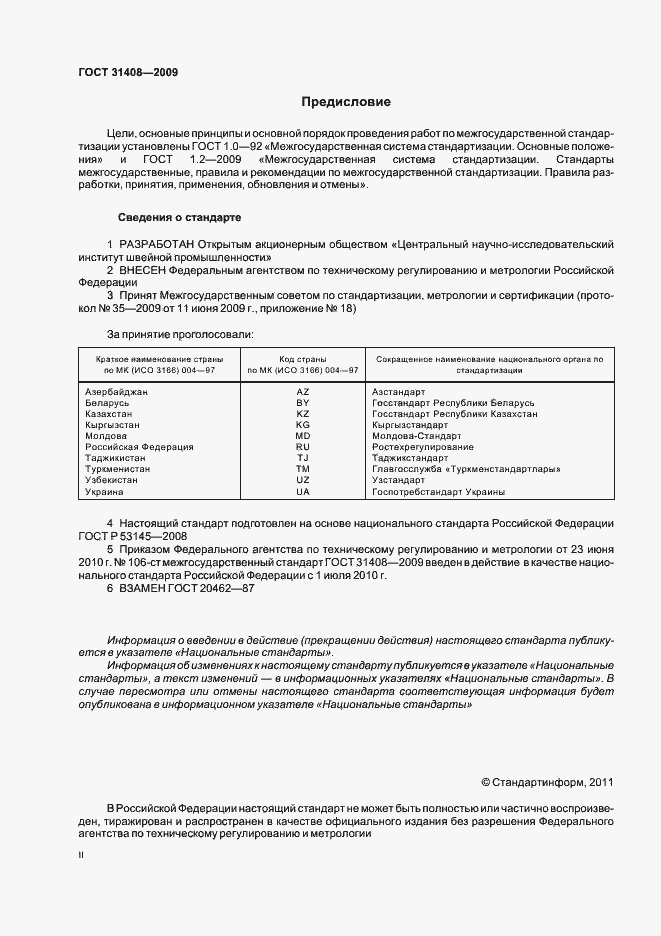 ГОСТ 31408—2009
Предисловие
Цели, основные принципы и основной порядок проведения работ по межгосударственной стандар-
тизации установлены ГОСТ 1.0—92 «Межгосударственная система стандартизации. Основные положе-
ния» и ГОСТ 1.2—2009 «Межгосударственная система стандартизации. Стандарты
межгосударственные, правила и рекомендации по межгосударственной стандартизации. Правила раз-
работки, принятия, применения, обновления и отмены».
Сведения о стандарте
1 РАЗРАБОТАН Открытым акционерным обществом «Центральный научно-исследовательский
институт швейной промышленности»
2 ВНЕСЕН Федеральным агентством по техническому регулированию и метрологии Российской
Федерации
3 Принят Межгосударственным советом по стандартизации, метрологии и сертификации (прото-
кол № 35—2009 от 11 июня 2009 г., приложение № 18)
За принятие проголосовали:
Краткое наименование страны Код страны Сокращенное наименование национального органа по
по МК (ИСО 3166) 004—97 по МК (ИСО 3166) 004—97 стандартизации
Азербайджан AZ Азстандарт
Беларусь BY Госстандарт Республики Беларусь
Казахстан KZ Госстандарт Республики Казахстан
Кыргызстан KG Кыргызстандарт
Молдова MD Молдова-Стандарт
Российская Федерация RU Ростехрегулирование
Таджикистан TJ Таджикстандарт
Туркменистан TM Главгосслужба «Туркменстандартлары»
Узбекистан UZ Узстандарт
Украина UA Госпотребстандарт Украины
4 Настоящий стандарт подготовлен на основе национального стандарта Российской Федерации
ГОСТ Р 53145—2008
5 Приказом Федерального агентства по техническому регулированию и метрологии от 23 июня
2010 г. № 106-ст межгосударственный стандарт ГОСТ 31408—2009 введен в действие в качестве нацио-
нального стандарта Российской Федерации с 1 июля 2010 г.
6 ВЗАМЕН ГОСТ 20462—87
Информация о введении в действие (прекращении действия) настоящего стандарта публику-
ется в указателе «Национальные стандарты».
Информация об изменениях к настоящему стандарту публикуется в указателе «Национальные
стандарты», а текст изменений — в информационных указателях «Национальные стандарты». В
случае пересмотра или отмены настоящего стандарта соответствующая информация будет
опубликована в информационном указателе «Национальные стандарты»
© Стандартинформ, 2011
В Российской Федерации настоящий стандарт не может быть полностью или частично воспроизве-
ден, тиражирован и распространен в качестве официального издания без разрешения Федерального
агентства по техническому регулированию и метрологии
II